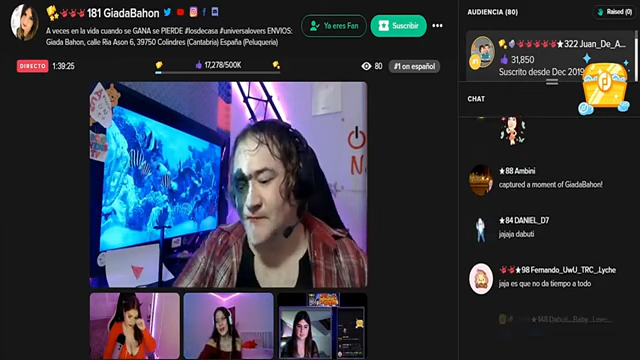 181 GiadaBahon
A veces en la vida cuando se GANA se PIERDE #losdecasa #universalovers ENVIOS:
Giada Bahon, calle Ria Ason 6, 39750 Colindres (Cantabria) España (Peluqueria)
Ya eres Fan
Suscribir
DIRECTO 1:39:25
17,278/500K
80
#1 en español
AUDIENCIA (80)
Raised (0)
322 Juan_De_A...
31,850
Suscrito desde Dec 2019
CHAT
88 Ambini
captured a moment of GiadaBahon!
84 DANIEL_D7
jajaja dabuti
98 Fernando_UwU_TRC_Lyche
jaja es que no da tiempo a todo